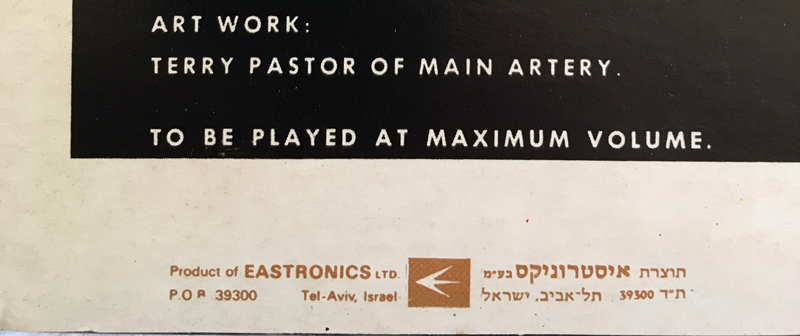 ART WORK:
TERRY PASTOR OF MAIN ARTERY.
TO BE PLAYED AT MAXIMUM VOLUME.
Product of EASTRONICS LTD.
P.O B 39300 Tel-Aviv, Israel
תוצרת איסטרוניקס בע״מ
ת״ד 39300 תל-אביב, ישראל